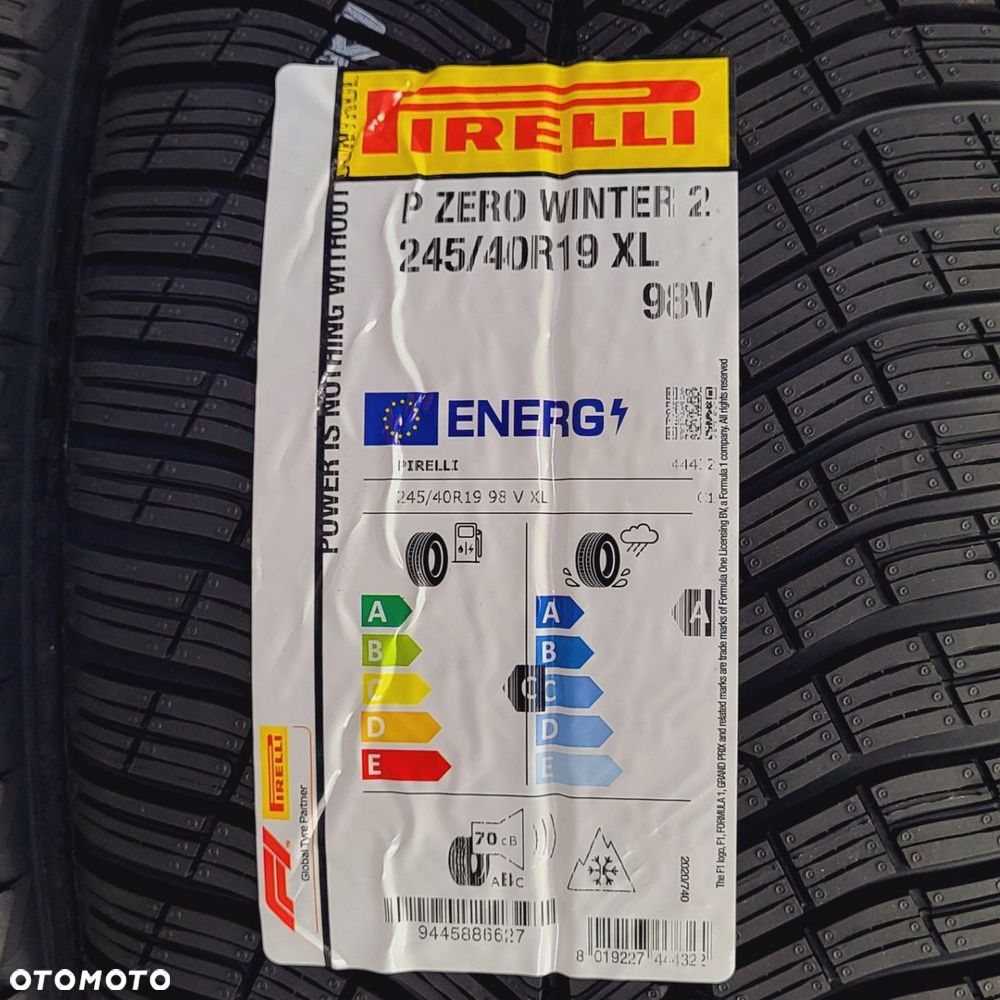 PIRELLI
P ZERO WINTER 2
245/40R19 XL
98V
POWER IS NOTHING WITHOUT CONTROL
ENERG
PIRELLI
44432
245/40R19 98 V XL
C1
A
B
C
D
E
C
A
B
C
D
E
A
70 dB
ABC
2020/740
The F1 logo, F1, FORMULA 1, GRAND PRIX and related marks are trade marks of Formula One Licensing BV, a Formula 1 company. All rights reserved
PIRELLI
F1
Global Tyre Partner
9445886627
8 019227 444322
OTOMOTO